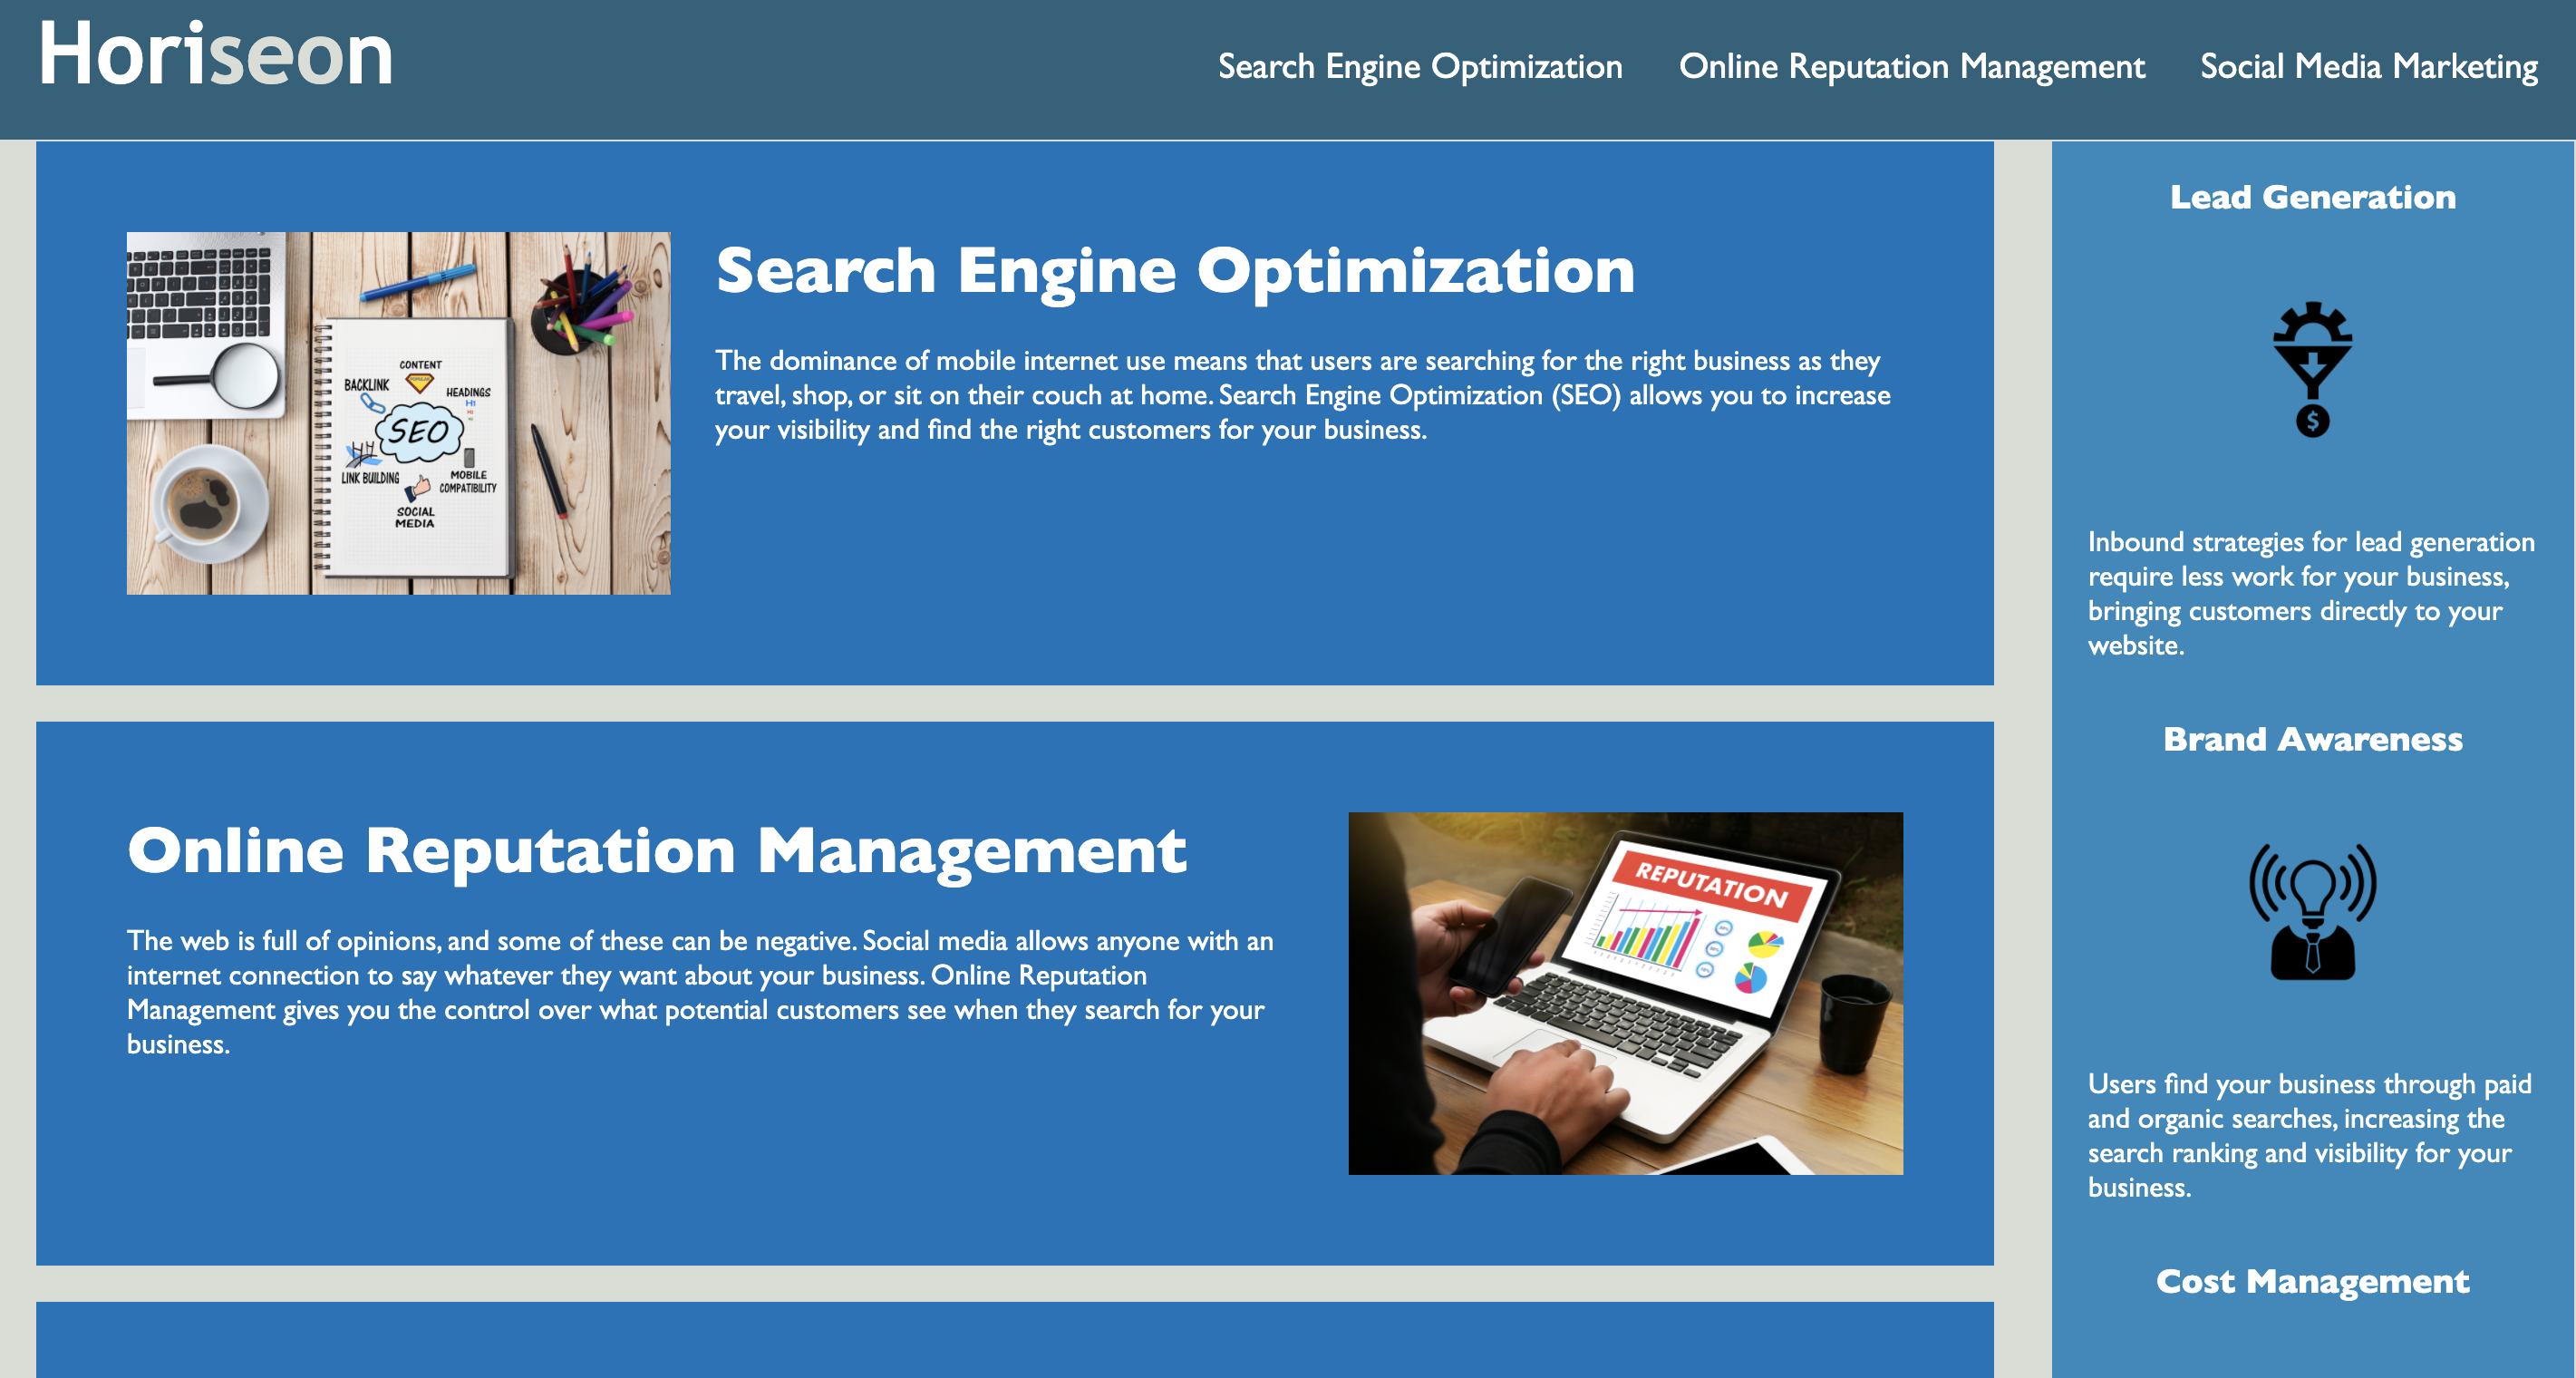 Horiseon
Search Engine Optimization
Online Reputation Management
Social Media Marketing
CONTENT
BACKLINK
HEADINGS
H1
SEO
LINK BUILDING
MOBILE
COMPATIBILITY
SOCIAL
MEDIA
Search Engine Optimization
The dominance of mobile internet use means that users are searching for the right business as they
travel, shop, or sit on their couch at home. Search Engine Optimization (SEO) allows you to increase
your visibility and find the right customers for your business.
Online Reputation Management
The web is full of opinions, and some of these can be negative. Social media allows anyone with an
internet connection to say whatever they want about your business. Online Reputation
Management gives you the control over what potential customers see when they search for your
business.
REPUTATION
Lead Generation
$
Inbound strategies for lead generation
require less work for your business,
bringing customers directly to your
website.
Brand Awareness
Users find your business through paid
and organic searches, increasing the
search ranking and visibility for your
business.
Cost Management